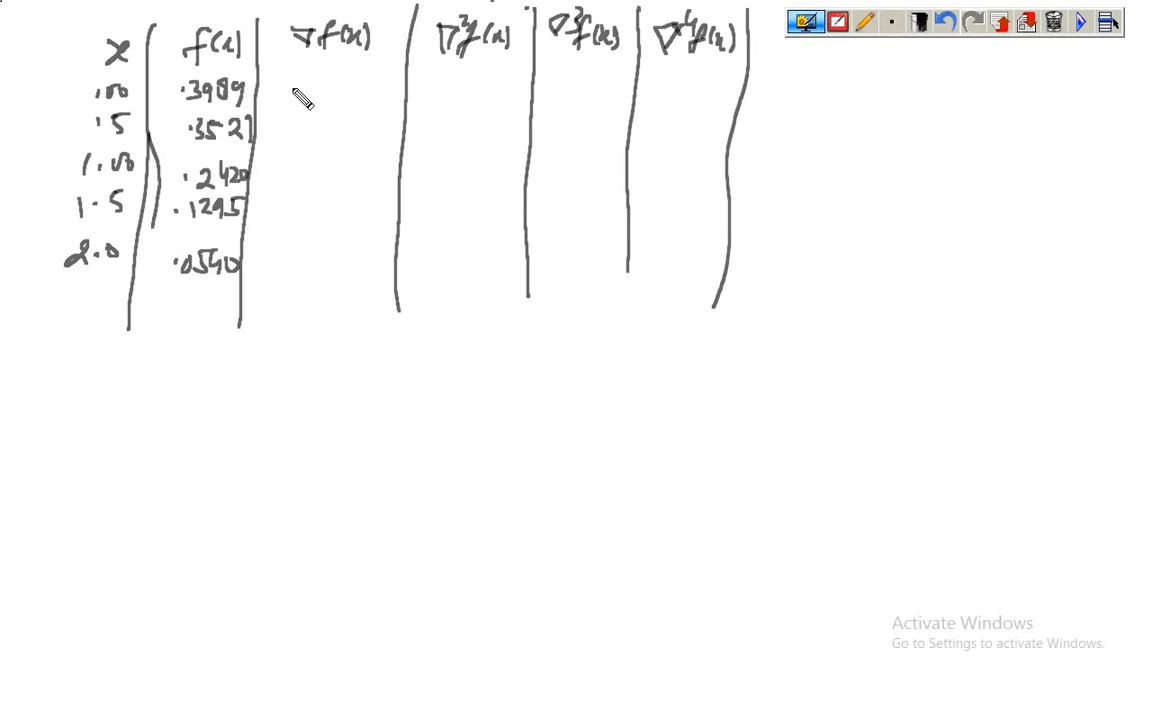 x f(x) ∇f(x) ∇²f(x) ∇³f(x) ∇⁴f(x)
.00 .3989
.5 .3521
1.00 .2420
1.5 .1295
2.0 .0540
Activate Windows
Go to Settings to activate Windows.